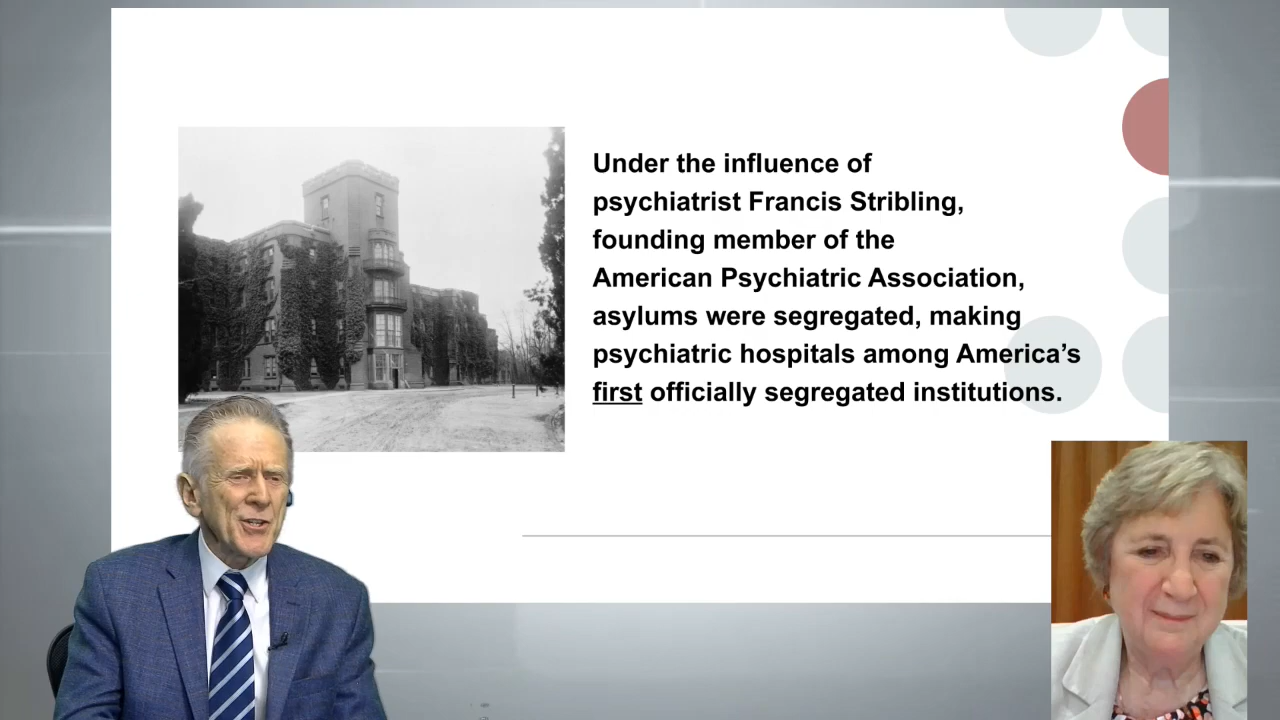 Under the influence of
psychiatrist Francis Stribling,
founding member of the
American Psychiatric Association,
asylums were segregated, making
psychiatric hospitals among America’s
first officially segregated institutions.